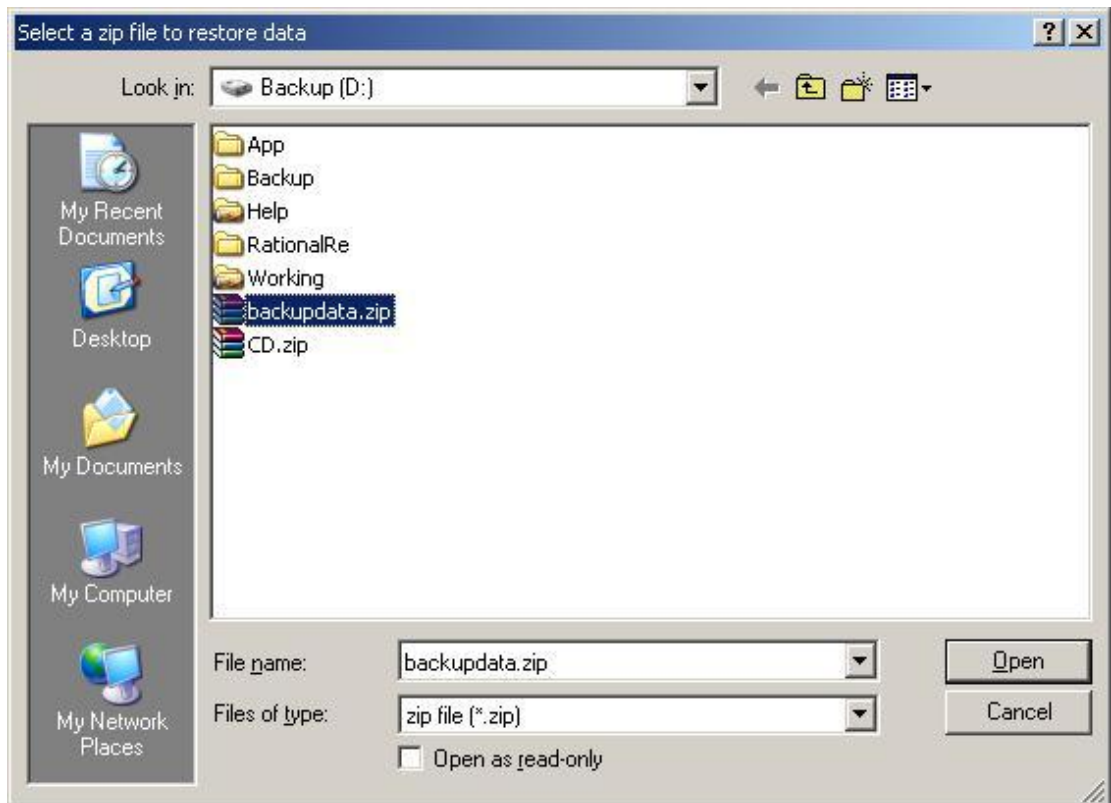 Select a zip file to restore data
Look in:
Backup (D:)
My Recent
Documents
Desktop
My Documents
My Computer
My Network
Places
App
Backup
Help
RationalRe
Working
backupdata.zip
CD.zip
File name:
backupdata.zip
Open
Files of type:
zip file (*.zip)
Cancel
Open as read-only